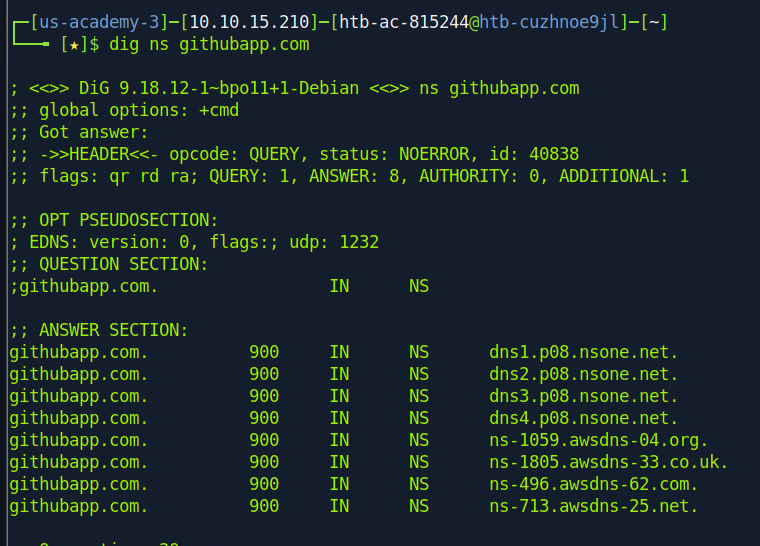 ┌─[us-academy-3]─[10.10.15.210]─[htb-ac-815244@htb-cuzhnoe9jl]─[~]
└──╼ [★]$ dig ns githubapp.com
; <<>> DiG 9.18.12-1~bpo11+1-Debian <<>> ns githubapp.com
;; global options: +cmd
;; Got answer:
;; ->>HEADER<<- opcode: QUERY, status: NOERROR, id: 40838
;; flags: qr rd ra; QUERY: 1, ANSWER: 8, AUTHORITY: 0, ADDITIONAL: 1
;; OPT PSEUDOSECTION:
; EDNS: version: 0, flags:; udp: 1232
;; QUESTION SECTION:
;githubapp.com. IN NS
;; ANSWER SECTION:
githubapp.com. 900 IN NS dns1.p08.nsone.net.
githubapp.com. 900 IN NS dns2.p08.nsone.net.
githubapp.com. 900 IN NS dns3.p08.nsone.net.
githubapp.com. 900 IN NS dns4.p08.nsone.net.
githubapp.com. 900 IN NS ns-1059.awsdns-04.org.
githubapp.com. 900 IN NS ns-1805.awsdns-33.co.uk.
githubapp.com. 900 IN NS ns-496.awsdns-62.com.
githubapp.com. 900 IN NS ns-713.awsdns-25.net.